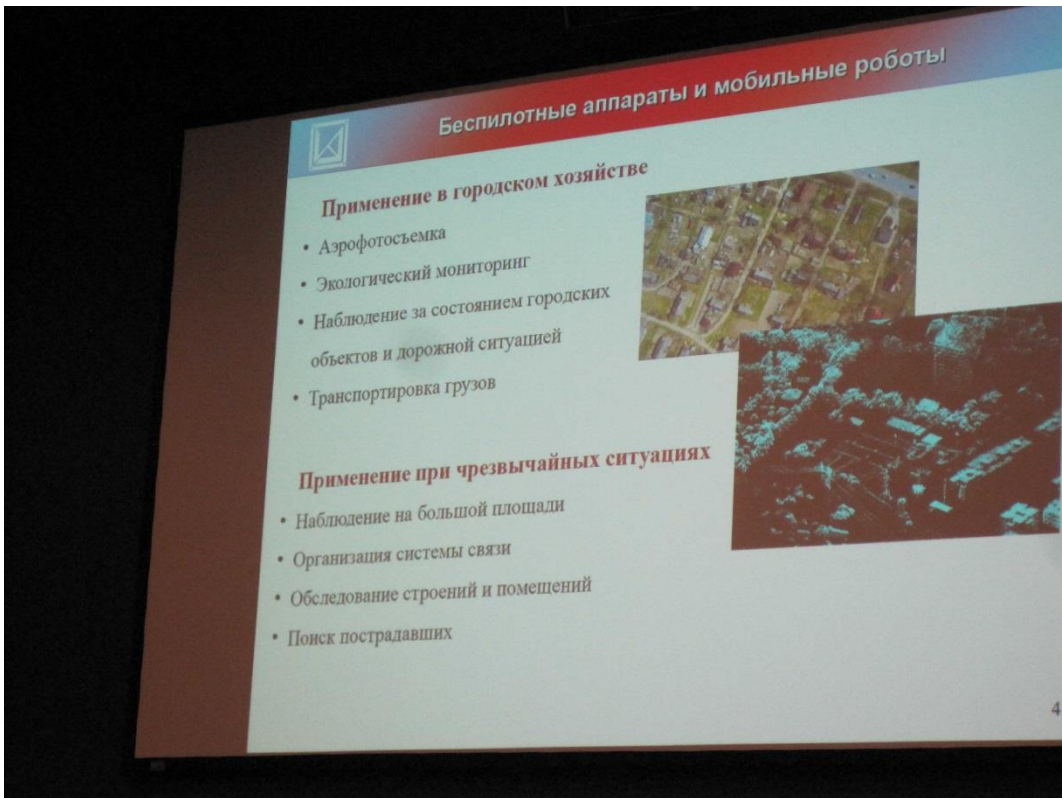 Беспилотные аппараты и мобильные роботы
Применение в городском хозяйстве
• Аэрофотосъемка
• Экологический мониторинг
• Наблюдение за состоянием городских
объектов и дорожной ситуацией
• Транспортировка грузов
Применение при чрезвычайных ситуациях
• Наблюдение на большой площади
• Организация системы связи
• Обследование строений и помещений
• Поиск пострадавших
4